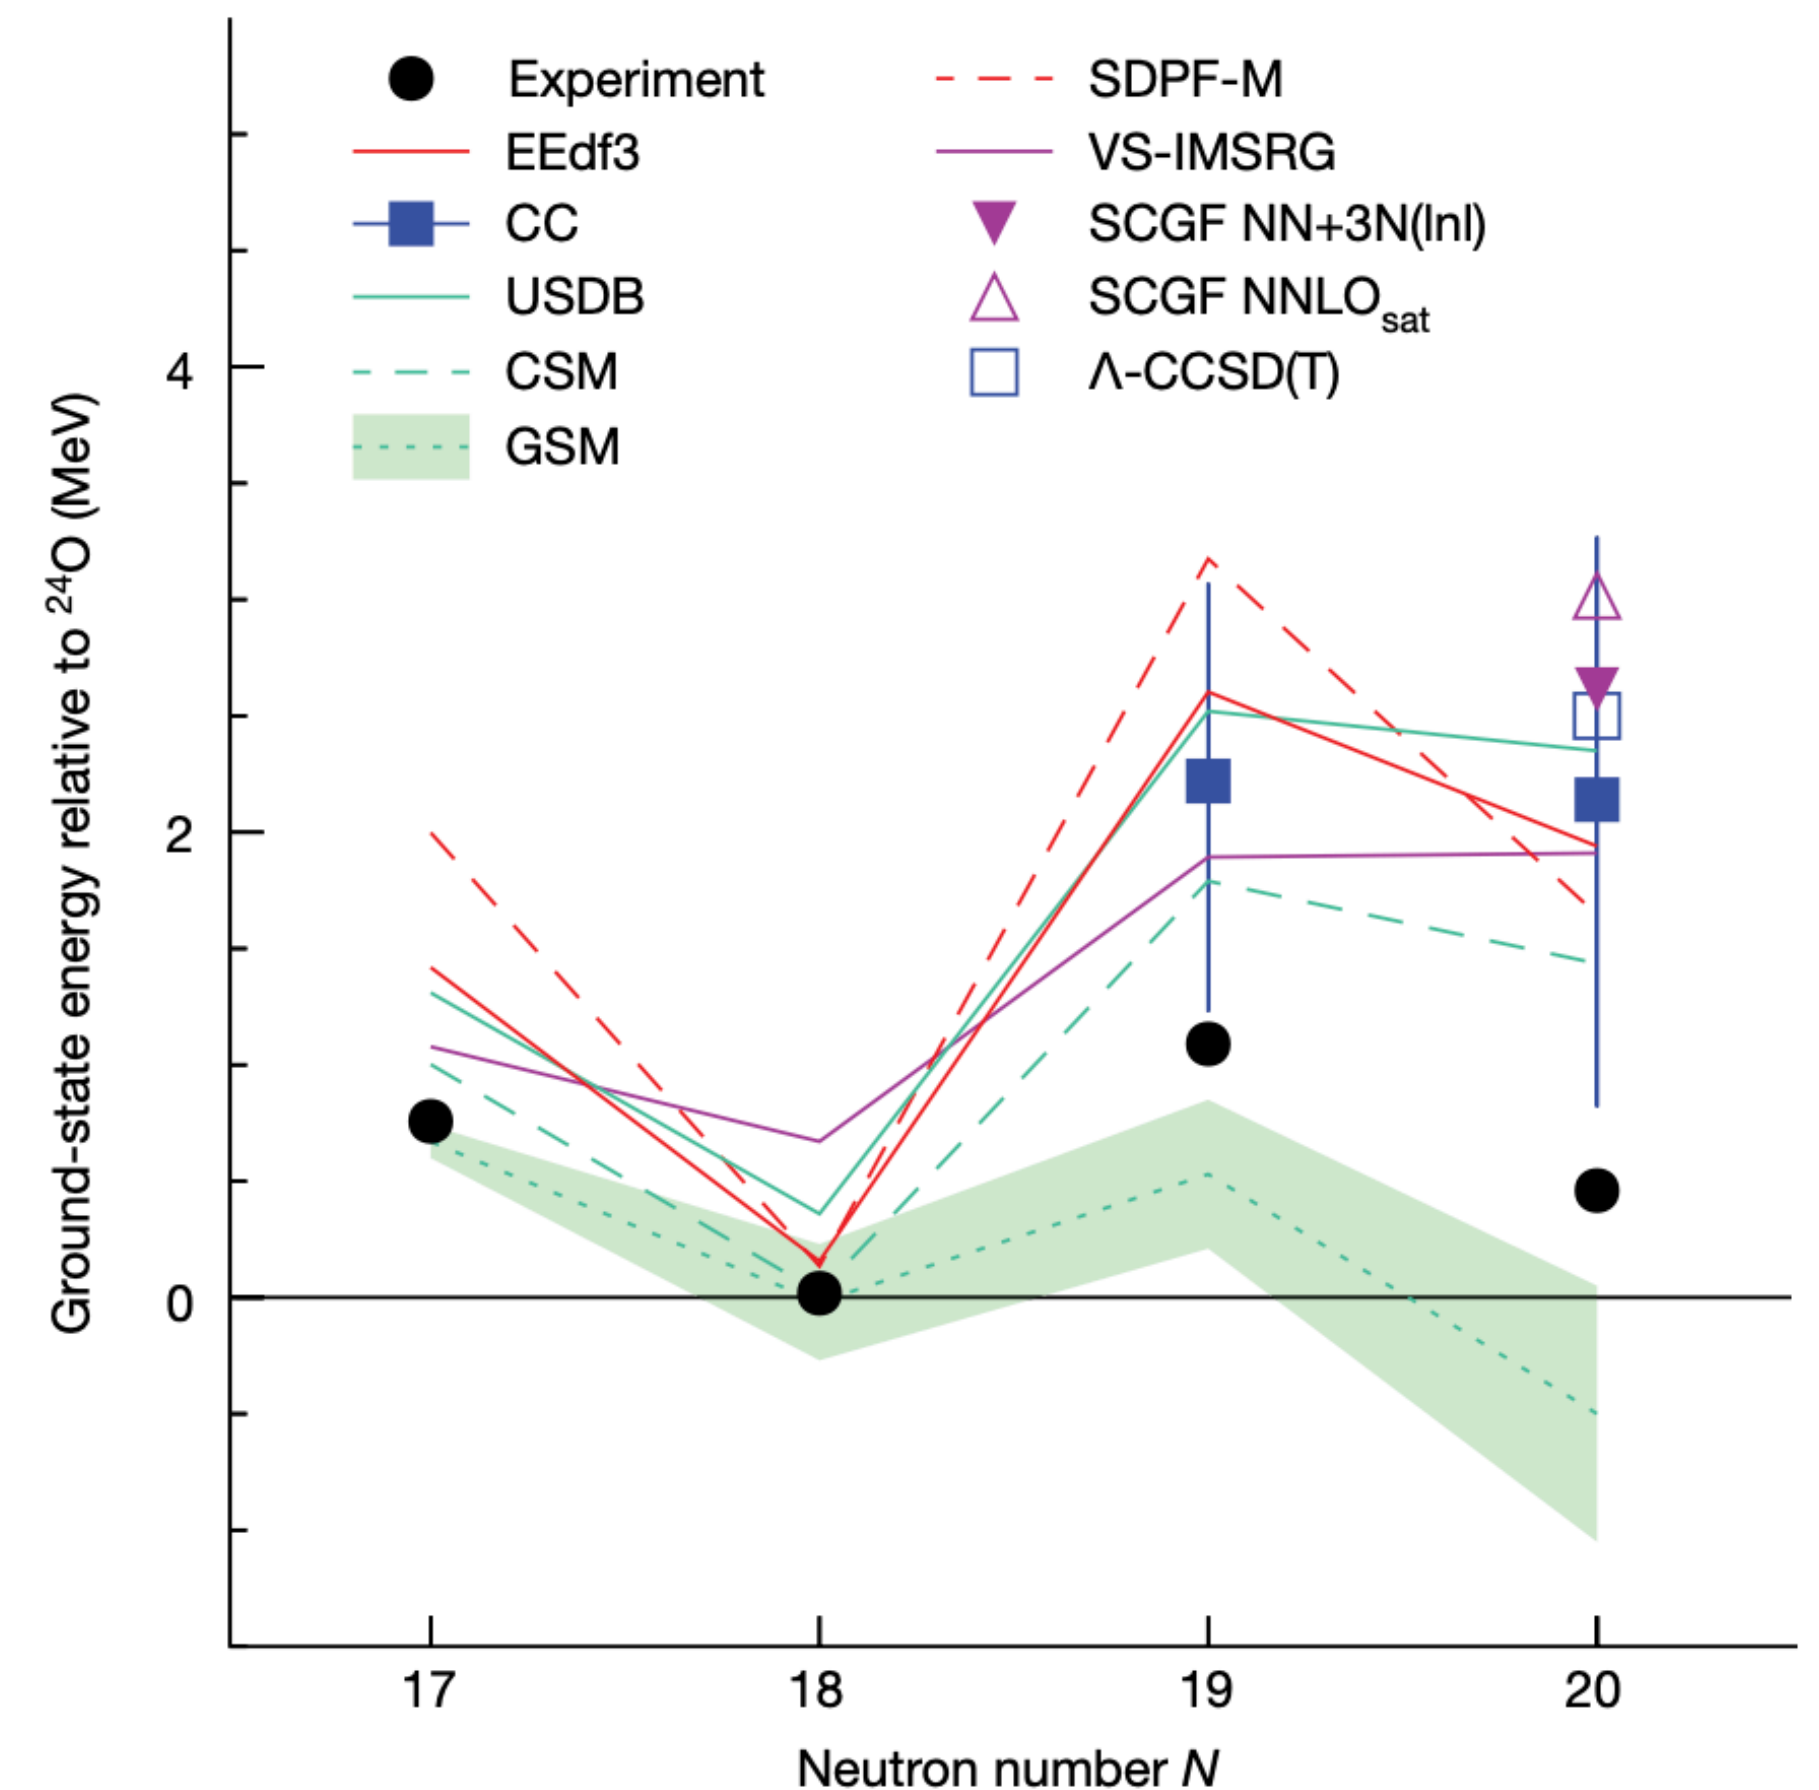 Experiment
EEdf3
CC
USDB
CSM
GSM
SDPF-M
VS-IMSRG
SCGF NN+3N(lnl)
SCGF NNLOsat
Λ-CCSD(T)
Ground-state energy relative to ²⁴O (MeV)
4
2
0
17 18 19 20
Neutron number N